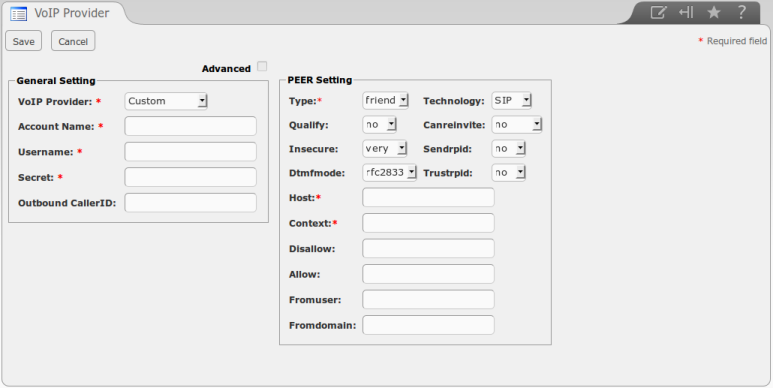 VoIP Provider
?
Save Cancel * Required field
Advanced
General Setting
VoIP Provider: * Custom
Account Name: *
Username: *
Secret: *
Outbound CallerID:
PEER Setting
Type:* friend Technology: SIP
Qualify: no Canreinvite: no
Insecure: very Sendrpid: no
Dtmfmode: rfc2833 Trustrpid: no
Host:*
Context:*
Disallow:
Allow:
Fromuser:
Fromdomain: